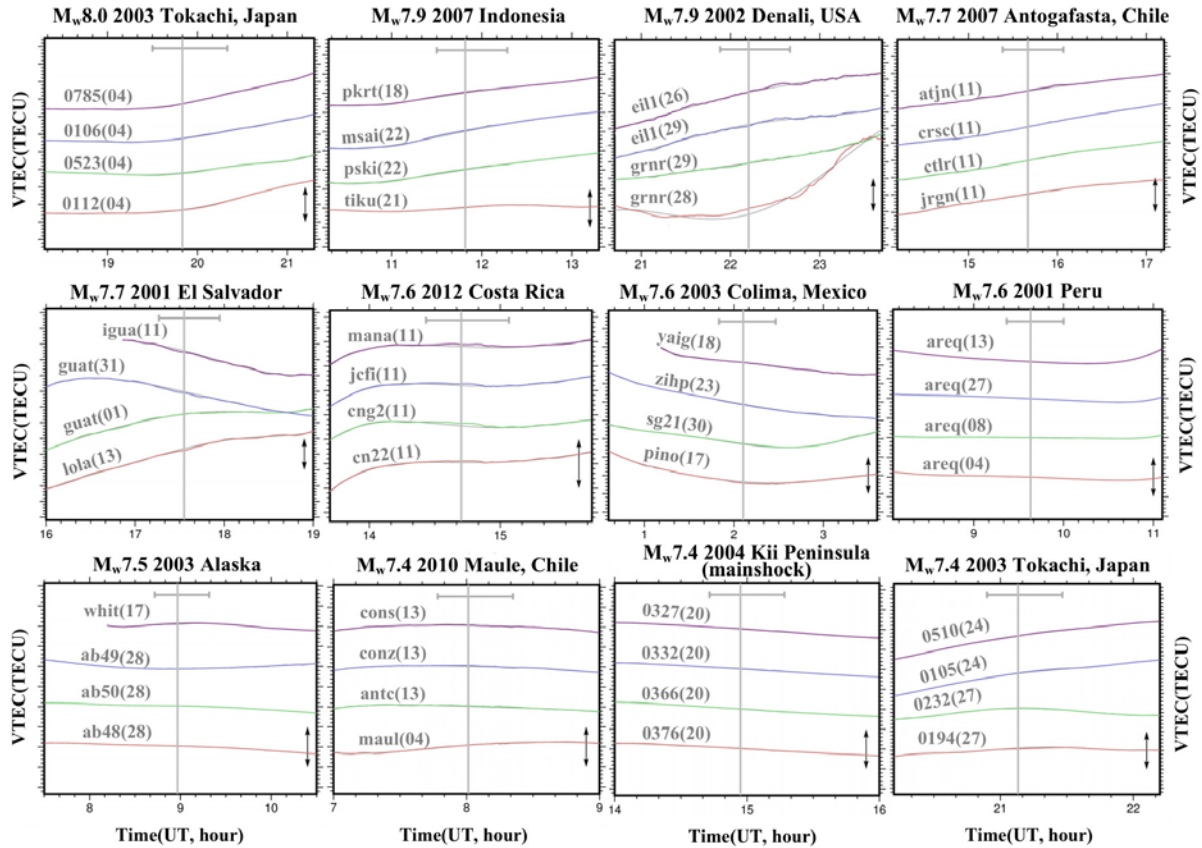 Mw8.0 2003 Tokachi, Japan
Mw7.9 2007 Indonesia
Mw7.9 2002 Denali, USA
Mw7.7 2007 Antogafasta, Chile
VTEC(TECU)
0785(04)
0106(04)
0523(04)
0112(04)
19 20 21
pkrt(18)
msai(22)
pski(22)
tiku(21)
11 12 13
eil1(26)
eil1(29)
grnr(29)
grnr(28)
21 22 23
atjn(11)
crsc(11)
ctlr(11)
jrgn(11)
15 16 17
VTEC(TECU)
Mw7.7 2001 El Salvador
Mw7.6 2012 Costa Rica
Mw7.6 2003 Colima, Mexico
Mw7.6 2001 Peru
VTEC(TECU)
igua(11)
guat(31)
guat(01)
lola(13)
16 17 18 19
mana(11)
jcfi(11)
cng2(11)
cn22(11)
14 15
yaig(18)
zihp(23)
sg21(30)
pino(17)
1 2 3
areq(13)
areq(27)
areq(08)
areq(04)
9 10 11
VTEC(TECU)
Mw7.5 2003 Alaska
Mw7.4 2010 Maule, Chile
Mw7.4 2004 Kii Peninsula
(mainshock)
Mw7.4 2003 Tokachi, Japan
VTEC(TECU)
whit(17)
ab49(28)
ab50(28)
ab48(28)
8 9 10
cons(13)
conz(13)
antc(13)
maul(04)
7 8 9
0327(20)
0332(20)
0366(20)
0376(20)
14 15 16
0510(24)
0105(24)
0232(27)
0194(27)
21 22
VTEC(TECU)
Time(UT, hour)
Time(UT, hour)
Time(UT, hour)
Time(UT, hour)